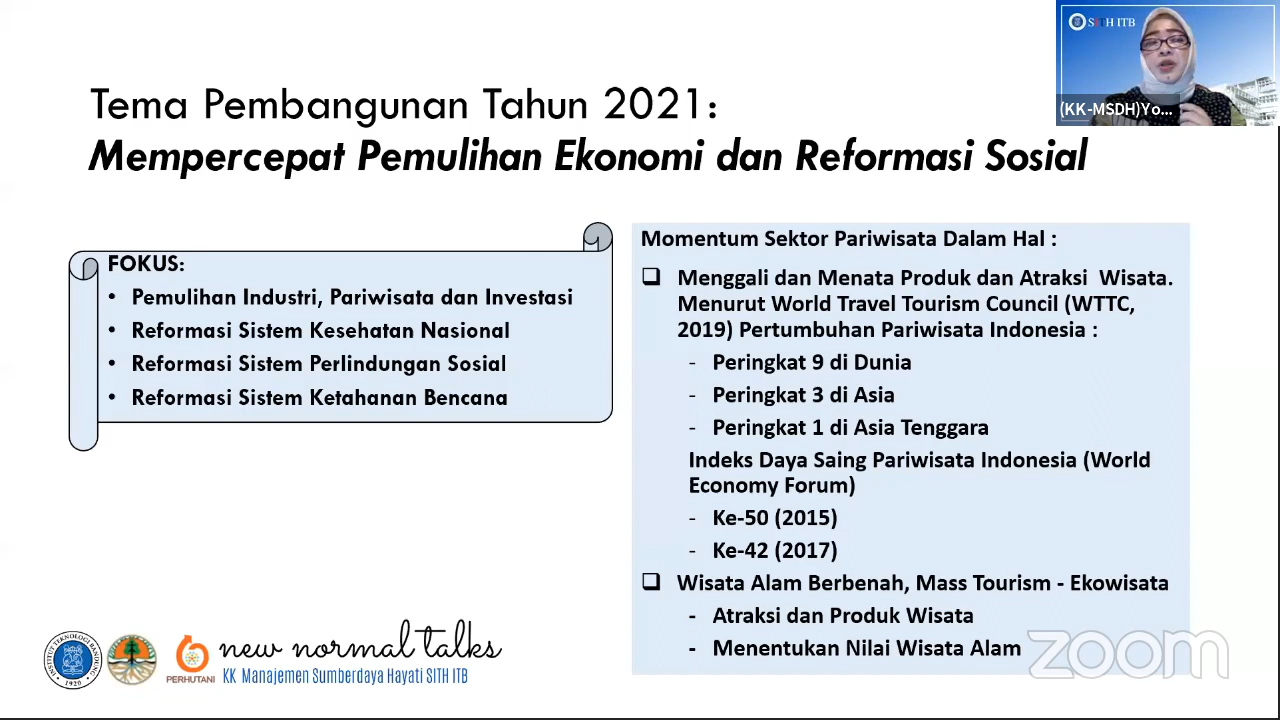 SITH ITB
(KK-MSDH)Yo...
Tema Pembangunan Tahun 2021:
Mempercepat Pemulihan Ekonomi dan Reformasi Sosial
FOKUS:
• Pemulihan Industri, Pariwisata dan Investasi
• Reformasi Sistem Kesehatan Nasional
• Reformasi Sistem Perlindungan Sosial
• Reformasi Sistem Ketahanan Bencana
Momentum Sektor Pariwisata Dalam Hal :
❑ Menggali dan Menata Produk dan Atraksi Wisata.
Menurut World Travel Tourism Council (WTTC,
2019) Pertumbuhan Pariwisata Indonesia :
- Peringkat 9 di Dunia
- Peringkat 3 di Asia
- Peringkat 1 di Asia Tenggara
Indeks Daya Saing Pariwisata Indonesia (World
Economy Forum)
- Ke-50 (2015)
- Ke-42 (2017)
❑ Wisata Alam Berbenah, Mass Tourism - Ekowisata
- Atraksi dan Produk Wisata
- Menentukan Nilai Wisata Alam
INSTITUT TEKNOLOGI BANDUNG
1920
PERHUTANI
new normal talks
KK Manajemen Sumberdaya Hayati SITH ITB
zoom